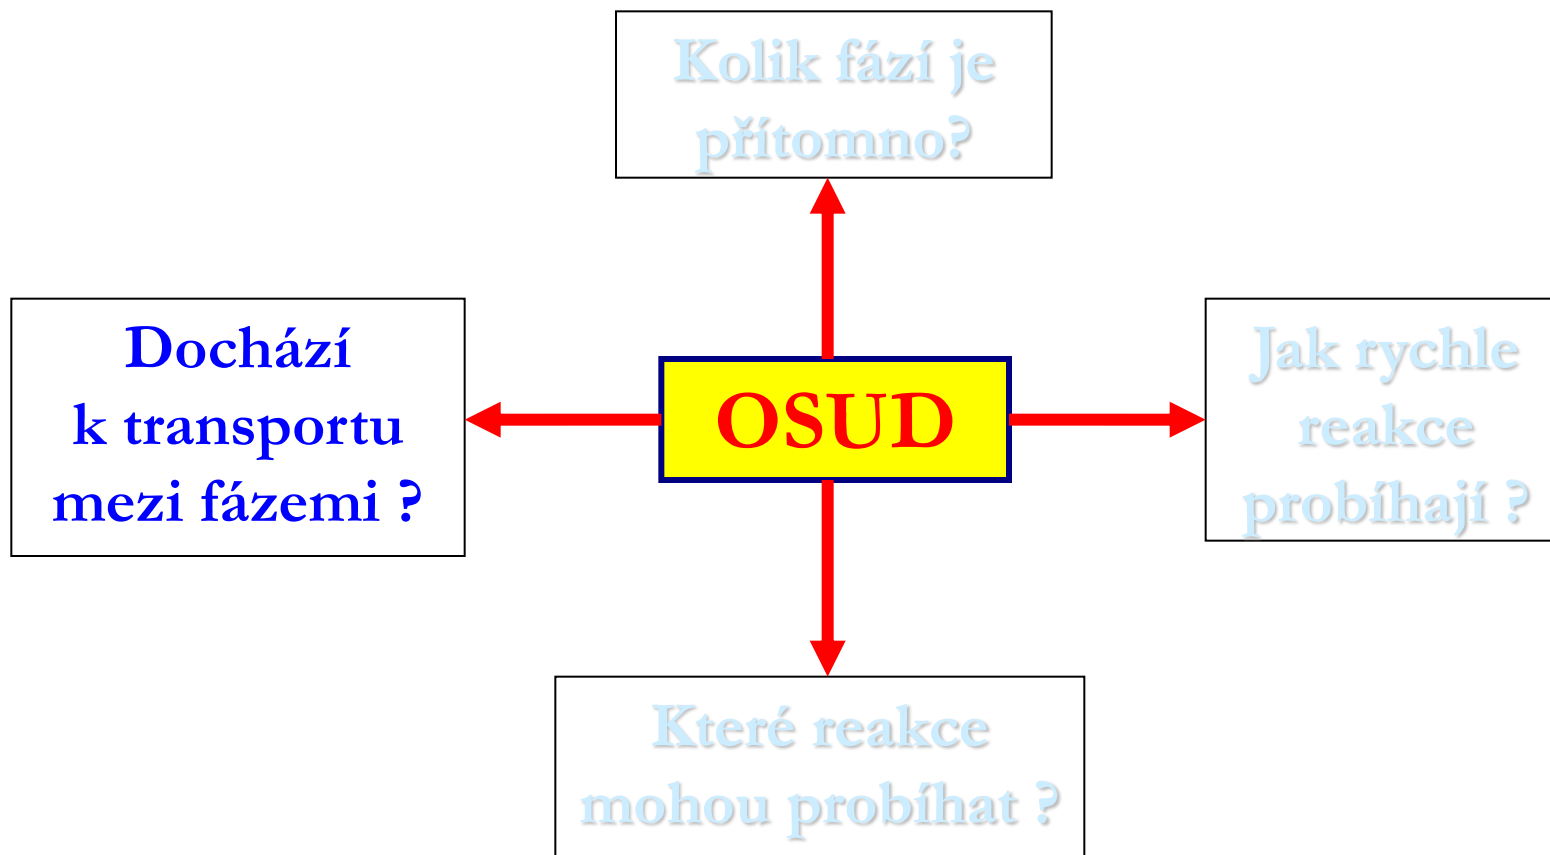 Kolik fází je
přítomno?
Dochází
k transportu
mezi fázemi ?
OSUD
Jak rychle
reakce
probíhají ?
Které reakce
mohou probíhat ?